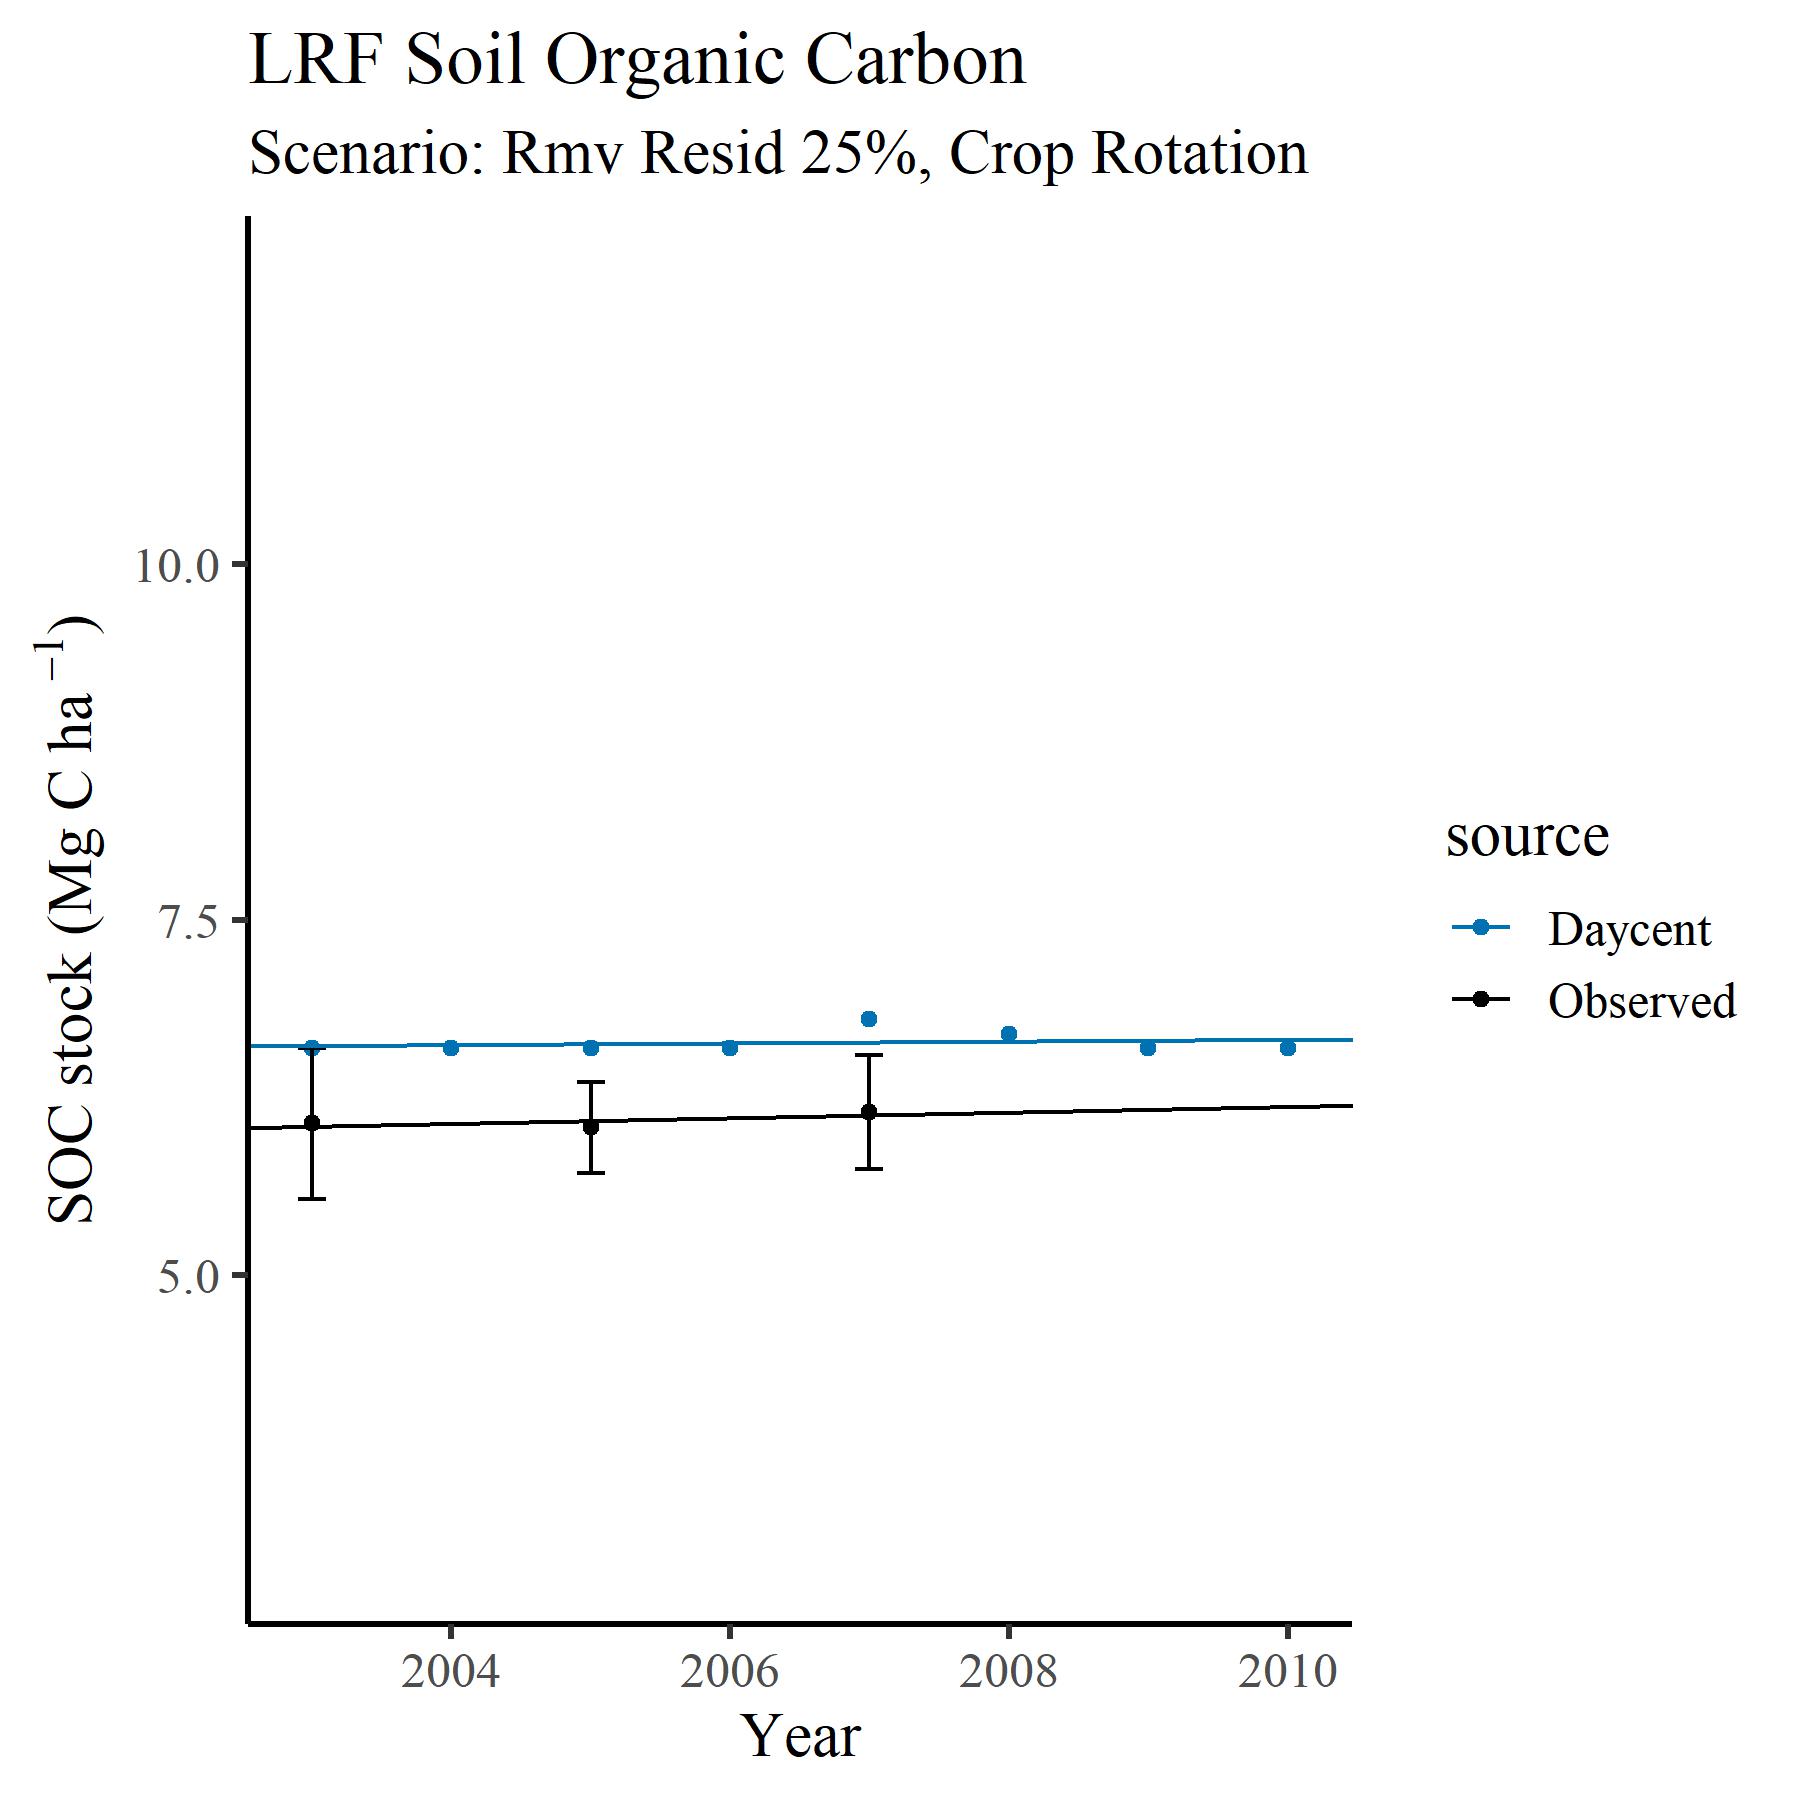 LRF Soil Organic Carbon
Scenario: Rmv Resid 25%, Crop Rotation
SOC stock (Mg C ha⁻¹)
10.0
7.5
5.0
2004
2006
2008
2010
Year
source
Daycent
Observed